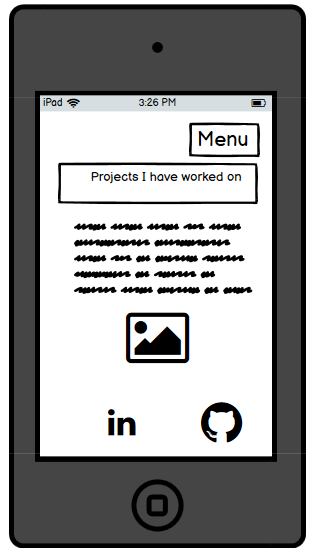 iPad 3:26 PM
Menu
Projects I have worked on
in